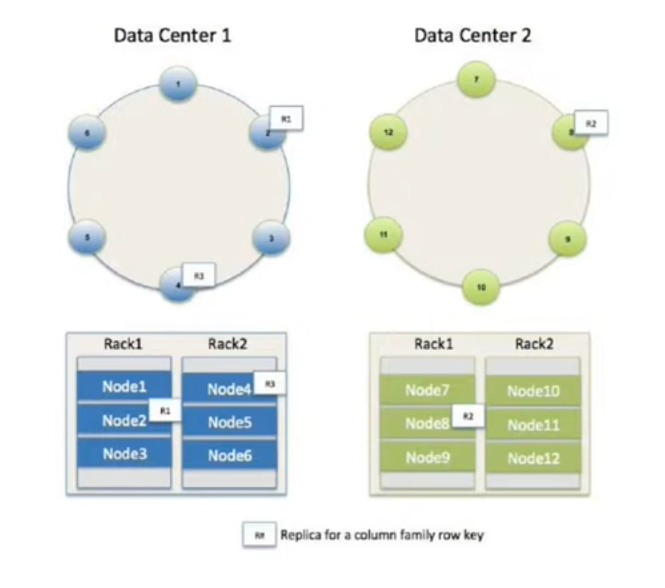 Data Center 1
Data Center 2
1
2
R1
3
4
R3
5
6
7
8
R2
9
10
11
12
Rack1
Rack2
Node1
Node2
R1
Node3
Node4
R3
Node5
Node6
Rack1
Rack2
Node7
Node8
R2
Node9
Node10
Node11
Node12
R# Replica for a column family row key